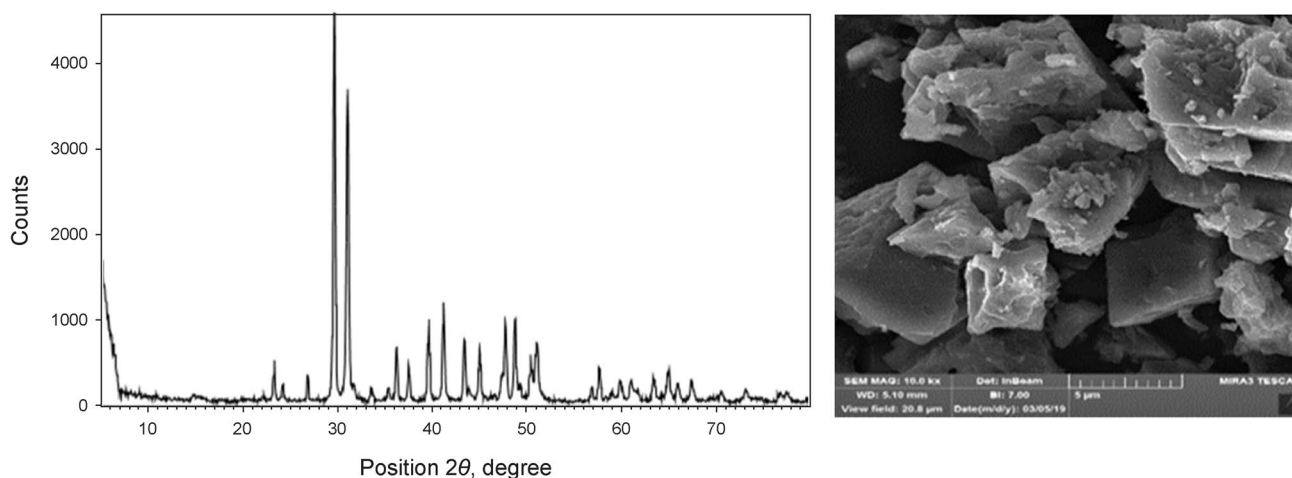 4000
3000
2000
1000
0
Counts
10 20 30 40 50 60 70
Position 2θ, degree
SEM MAG: 10.0 kx Det: InBeam MIRA3 TESCA
WD: 5.10 mm BI: 7.00 5 µm
View field: 20.8 µm Date(m/d/y): 03/05/19